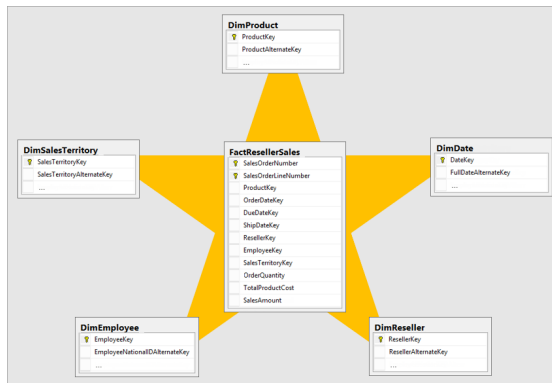 DimProduct
ProductKey
ProductAlternateKey
...
DimSalesTerritory
SalesTerritoryKey
SalesTerritoryAlternateKey
...
FactResellerSales
SalesOrderNumber
SalesOrderLineNumber
ProductKey
OrderDateKey
DueDateKey
ShipDateKey
ResellerKey
EmployeeKey
SalesTerritoryKey
OrderQuantity
TotalProductCost
SalesAmount
DimDate
DateKey
FullDateAlternateKey
...
DimEmployee
EmployeeKey
EmployeeNationalIDAlternateKey
...
DimReseller
ResellerKey
ResellerAlternateKey
...